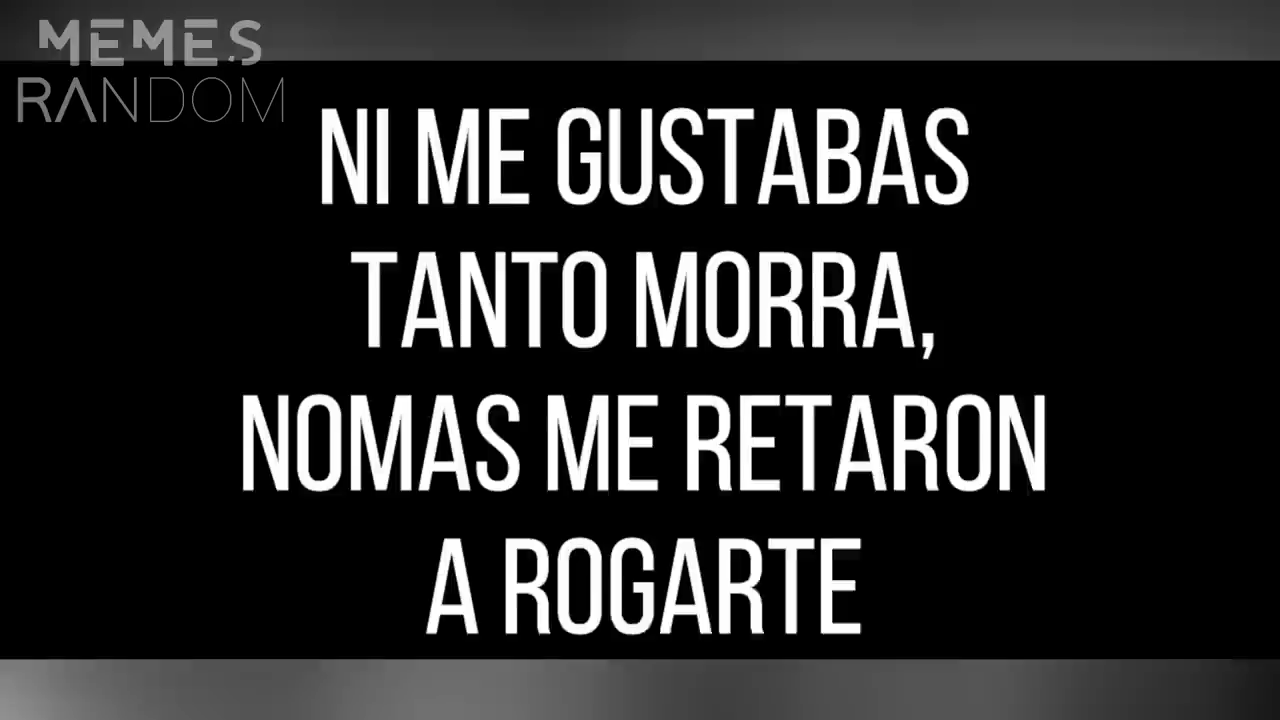 MEMES
RANDOM
NI ME GUSTABAS
TANTO MORRA,
NOMAS ME RETARON
A ROGARTE